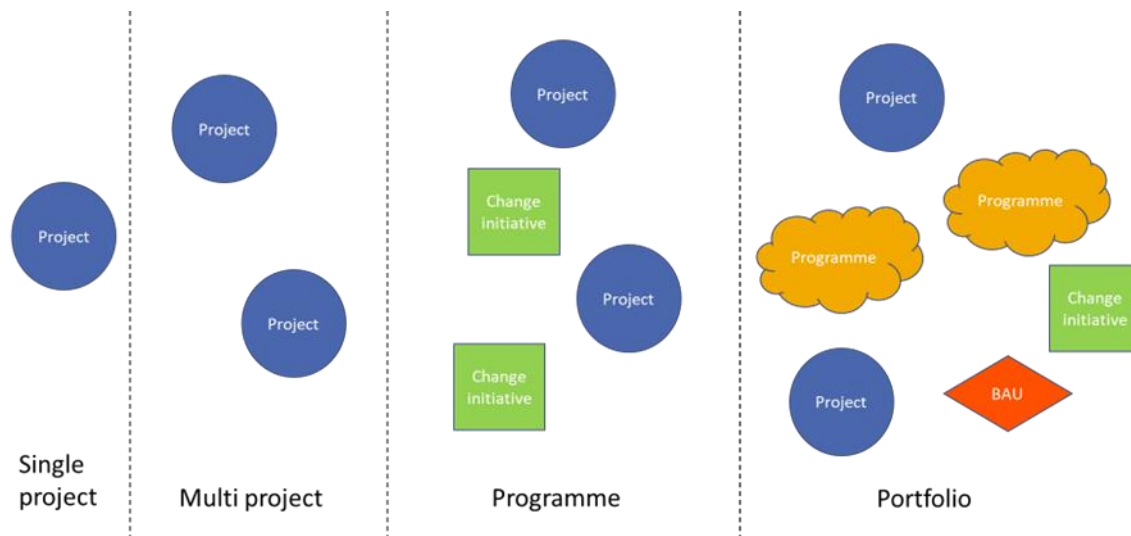 Project
Single
project
Project
Project
Multi project
Project
Change
initiative
Project
Change
initiative
Programme
Project
Programme
Programme
Change
initiative
Project
BAU
Portfolio